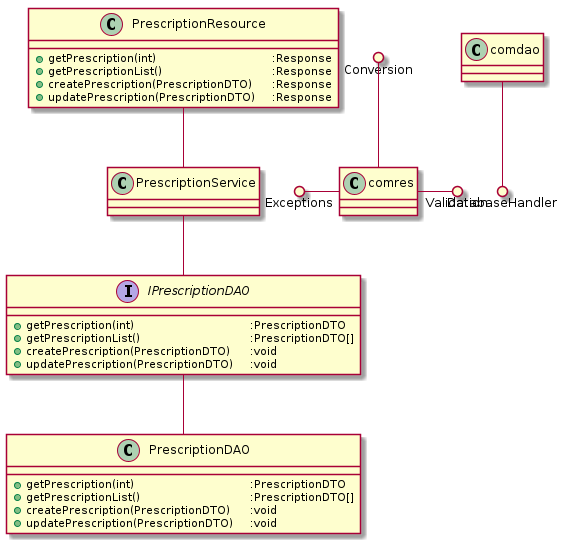 C PrescriptionResource
getPrescription(int) :Response
getPrescriptionList() :Response
createPrescription(PrescriptionDTO) :Response
updatePrescription(PrescriptionDTO) :Response
Conversion
C comdao
C PrescriptionService
Exceptions
C comres
Validation
DatabaseHandler
I IPrescriptionDAO
getPrescription(int) :PrescriptionDTO
getPrescriptionList() :PrescriptionDTO[]
createPrescription(PrescriptionDTO) :void
updatePrescription(PrescriptionDTO) :void
C PrescriptionDAO
getPrescription(int) :PrescriptionDTO
getPrescriptionList() :PrescriptionDTO[]
createPrescription(PrescriptionDTO) :void
updatePrescription(PrescriptionDTO) :void